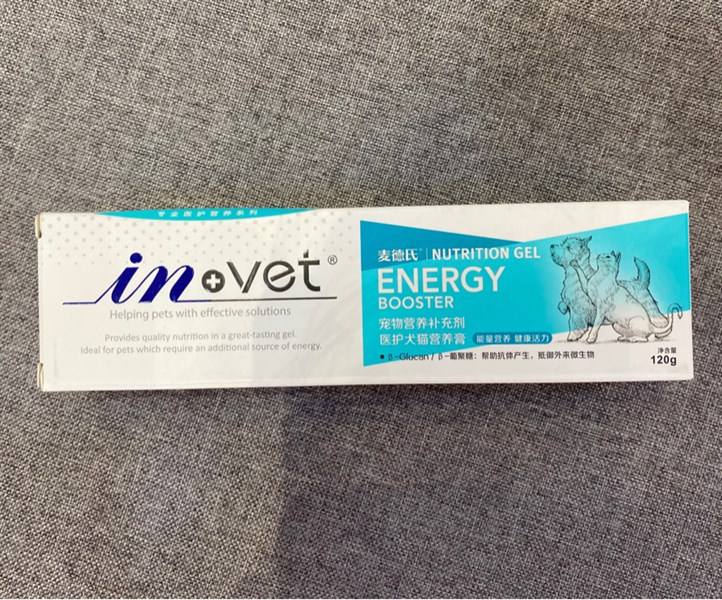 专业医护营养系列
in+vet®
Helping pets with effective solutions
Provides quality nutrition in a great-tasting gel.
Ideal for pets which require an additional source of energy.
麦德氏™ | NUTRITION GEL
ENERGY
BOOSTER
宠物营养补充剂
医护犬猫营养膏 能量营养 健康活力
• β-Glucan / β-葡聚糖：帮助抗体产生，抵御外来微生物
净含量
120g